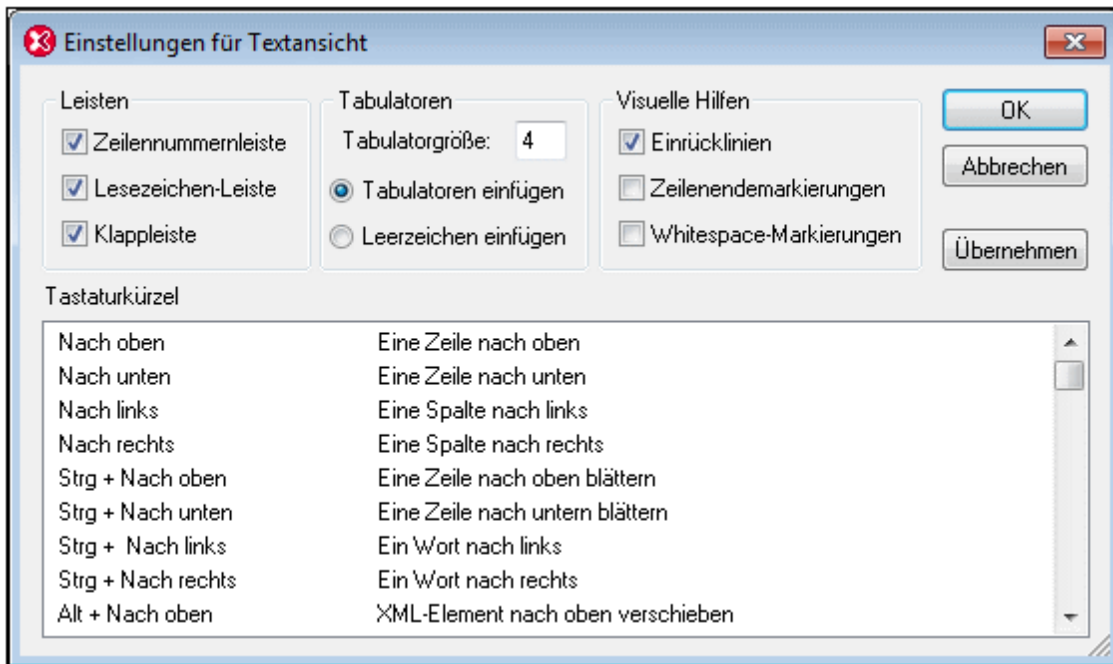 Einstellungen für Textansicht
Leisten
Zeilennummernleiste
Lesezeichen-Leiste
Klappleiste
Tabulatoren
Tabulatorgröße: 4
Tabulatoren einfügen
Leerzeichen einfügen
Visuelle Hilfen
Einrücklinien
Zeilenendemarkierungen
Whitespace-Markierungen
OK
Abbrechen
Übernehmen
Tastaturkürzel
Nach oben Eine Zeile nach oben
Nach unten Eine Zeile nach unten
Nach links Eine Spalte nach links
Nach rechts Eine Spalte nach rechts
Strg + Nach oben Eine Zeile nach oben blättern
Strg + Nach unten Eine Zeile nach untern blättern
Strg + Nach links Ein Wort nach links
Strg + Nach rechts Ein Wort nach rechts
Alt + Nach oben XML-Element nach oben verschieben